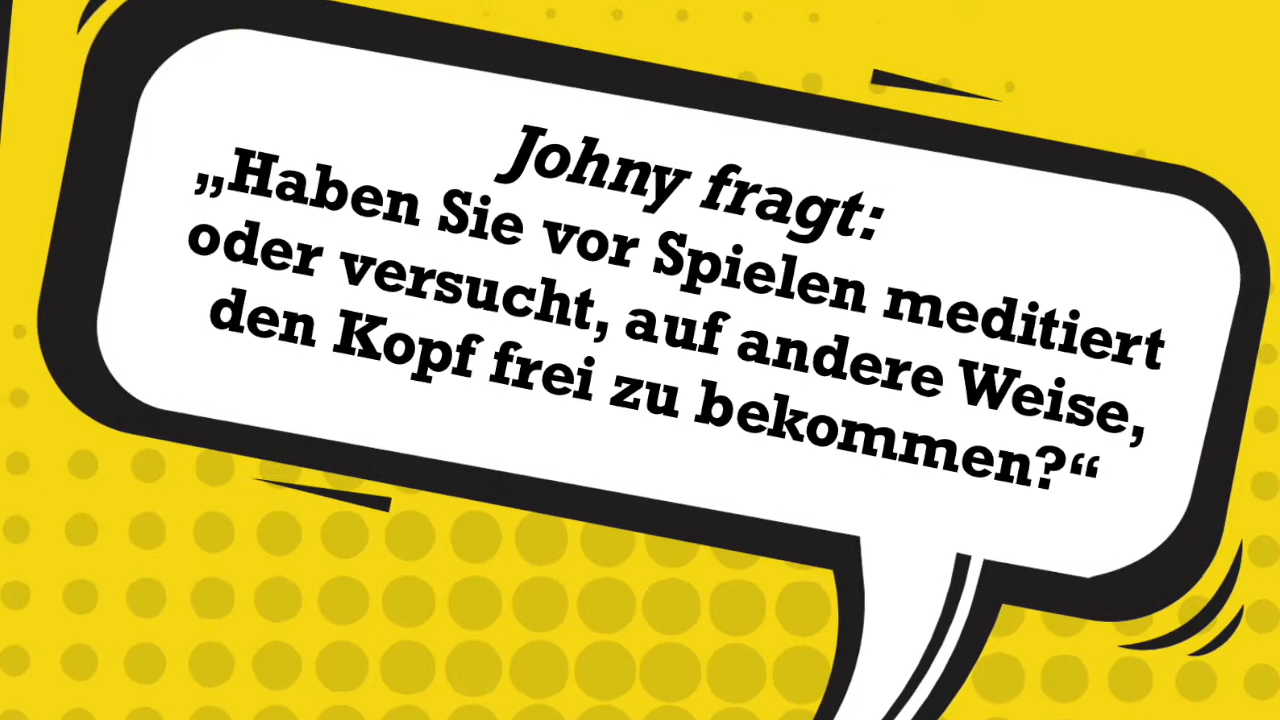 Johny fragt:
„Haben Sie vor Spielen meditiert
oder versucht, auf andere Weise,
den Kopf frei zu bekommen?“